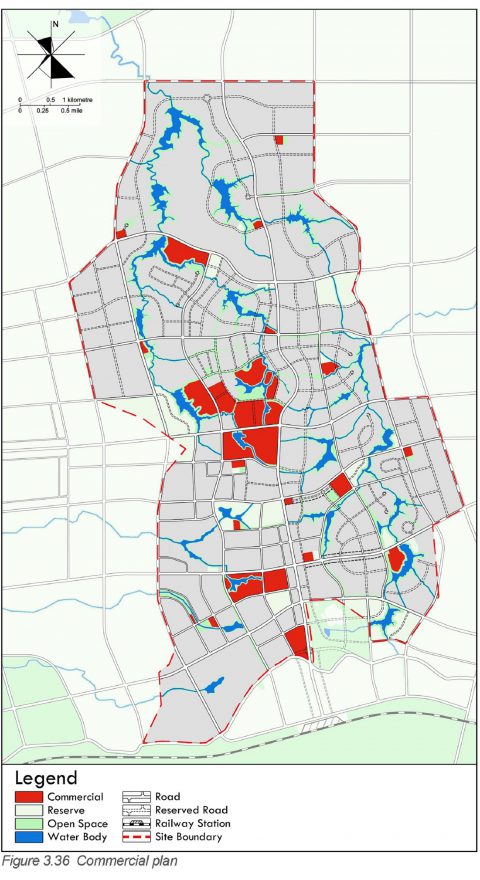 N
0 0.5 1 kilometre
0 0.25 0.5 mile
Legend
Commercial
Reserve
Open Space
Water Body
Road
Reserved Road
Railway Station
Site Boundary
Figure 3.36 Commercial plan